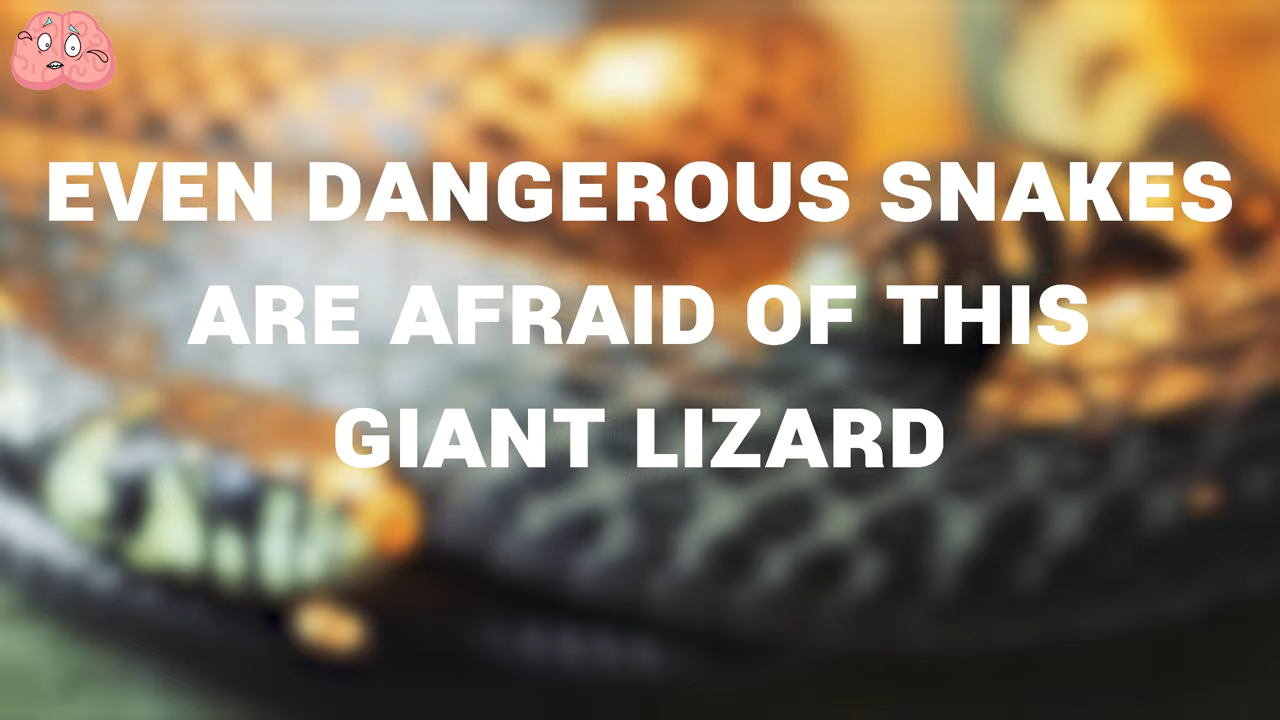 EVEN DANGEROUS SNAKES
ARE AFRAID OF THIS
GIANT LIZARD